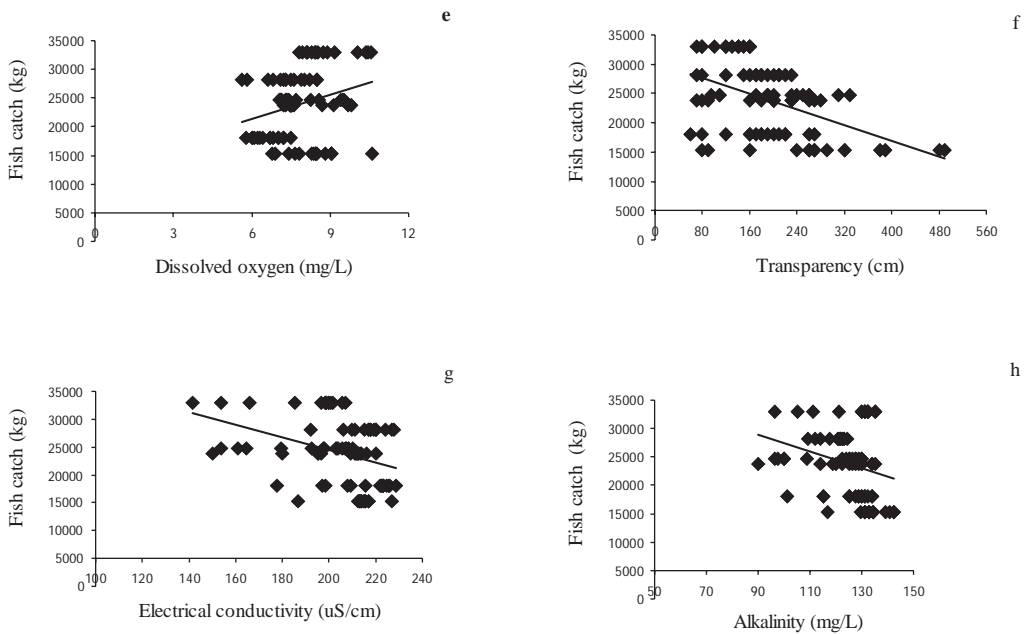 e
35000
30000
25000
20000
15000
10000
5000
0
Fish catch (kg)
0 3 6 9 12
Dissolved oxygen (mg/L)
f
35000
30000
25000
20000
15000
10000
5000
0
Fish catch (kg)
0 80 160 240 320 400 480 560
Transparency (cm)
g
35000
30000
25000
20000
15000
10000
5000
0
Fish catch (kg)
100 120 140 160 180 200 220 240
Electrical conductivity (uS/cm)
h
35000
30000
25000
20000
15000
10000
5000
0
Fish catch (kg)
50 70 90 110 130 150
Alkalinity (mg/L)